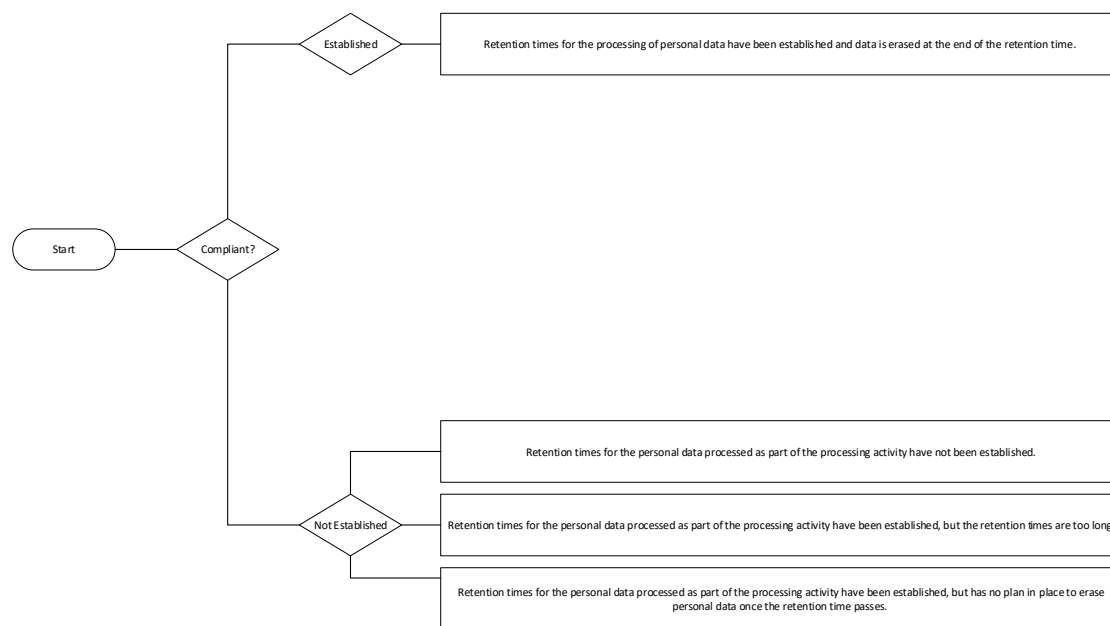 Established
Retention times for the processing of personal data have been established and data is erased at the end of the retention time.
Start
Compliant?
Retention times for the personal data processed as part of the processing activity have not been established.
Not Established
Retention times for the personal data processed as part of the processing activity have been established, but the retention times are too long
Retention times for the personal data processed as part of the processing activity have been established, but has no plan in place to erase
personal data once the retention time passes.